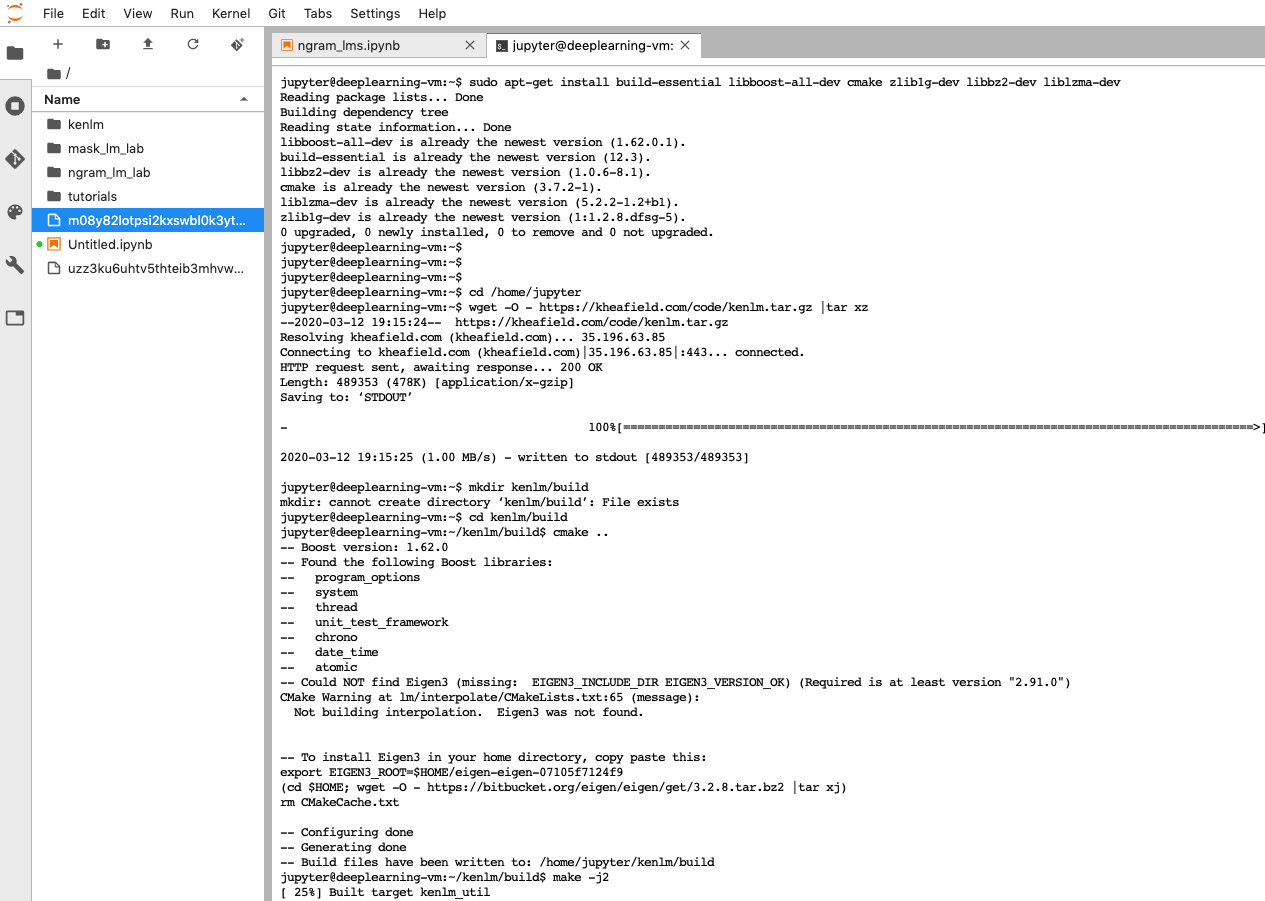 File Edit View Run Kernel Git Tabs Settings Help
ngram_lms.ipynb
jupyter@deeplearning-vm:
/
Name
kenlm
mask_lm_lab
ngram_lm_lab
tutorials
m08y82lotpsi2kxswbl0k3yt...
Untitled.ipynb
uzz3ku6uhtv5thteib3mhvw...
jupyter@deeplearning-vm:~$ sudo apt-get install build-essential libboost-all-dev cmake zlib1g-dev libbz2-dev liblzma-dev
Reading package lists... Done
Building dependency tree
Reading state information... Done
libboost-all-dev is already the newest version (1.62.0.1).
build-essential is already the newest version (12.3).
libbz2-dev is already the newest version (1.0.6-8.1).
cmake is already the newest version (3.7.2-1).
liblzma-dev is already the newest version (5.2.2-1.2+b1).
zlib1g-dev is already the newest version (1:1.2.8.dfsg-5).
0 upgraded, 0 newly installed, 0 to remove and 0 not upgraded.
jupyter@deeplearning-vm:~$
jupyter@deeplearning-vm:~$
jupyter@deeplearning-vm:~$
jupyter@deeplearning-vm:~$ cd /home/jupyter
jupyter@deeplearning-vm:~$ wget -O - https://kheafield.com/code/kenlm.tar.gz |tar xz
--2020-03-12 19:15:24--  https://kheafield.com/code/kenlm.tar.gz
Resolving kheafield.com (kheafield.com)... 35.196.63.85
Connecting to kheafield.com (kheafield.com)|35.196.63.85|:443... connected.
HTTP request sent, awaiting response... 200 OK
Length: 489353 (478K) [application/x-gzip]
Saving to: ‘STDOUT’
- 100%[==========================================================================================>]
2020-03-12 19:15:25 (1.00 MB/s) - written to stdout [489353/489353]
jupyter@deeplearning-vm:~$ mkdir kenlm/build
mkdir: cannot create directory ‘kenlm/build’: File exists
jupyter@deeplearning-vm:~$ cd kenlm/build
jupyter@deeplearning-vm:~/kenlm/build$ cmake ..
-- Boost version: 1.62.0
-- Found the following Boost libraries:
--   program_options
--   system
--   thread
--   unit_test_framework
--   chrono
--   date_time
--   atomic
-- Could NOT find Eigen3 (missing:  EIGEN3_INCLUDE_DIR EIGEN3_VERSION_OK) (Required is at least version "2.91.0")
CMake Warning at lm/interpolate/CMakeLists.txt:65 (message):
  Not building interpolation.  Eigen3 was not found.
-- To install Eigen3 in your home directory, copy paste this:
export EIGEN3_ROOT=$HOME/eigen-eigen-07105f7124f9
(cd $HOME; wget -O - https://bitbucket.org/eigen/eigen/get/3.2.8.tar.bz2 |tar xj)
rm CMakeCache.txt
-- Configuring done
-- Generating done
-- Build files have been written to: /home/jupyter/kenlm/build
jupyter@deeplearning-vm:~/kenlm/build$ make -j2
[ 25%] Built target kenlm_util